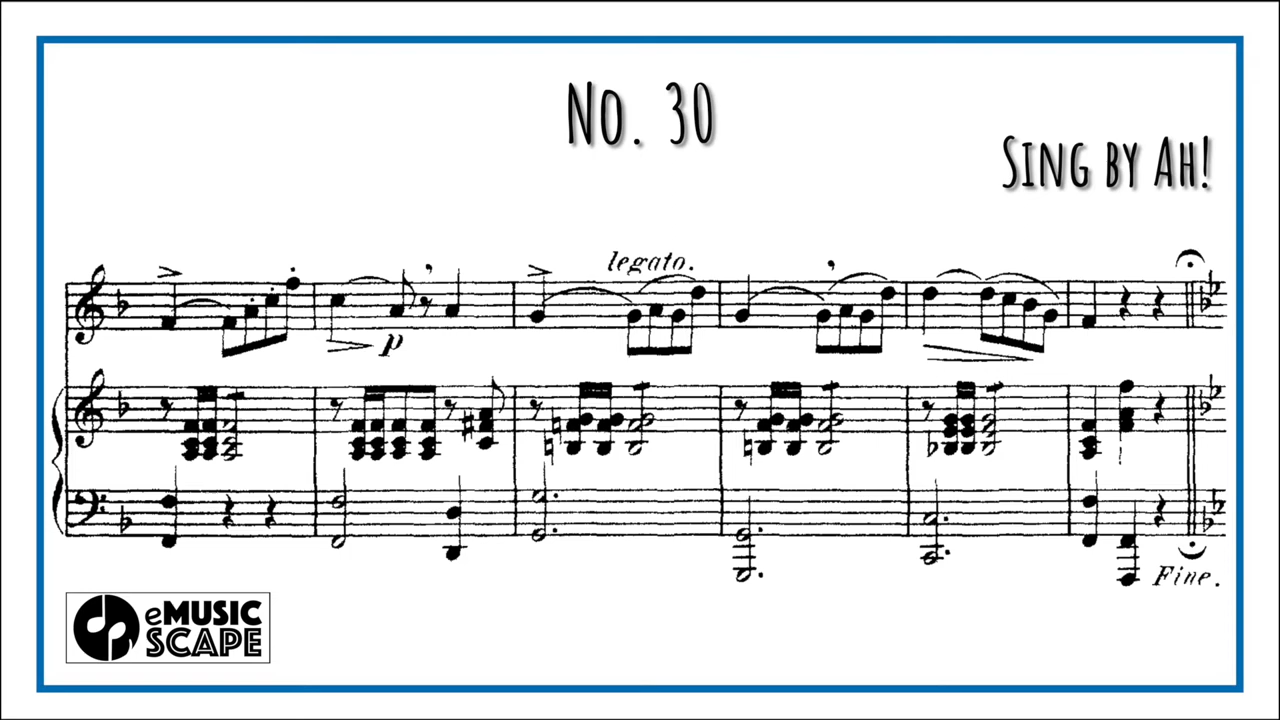 No. 30
Sing by Ah!
legato.
p
Fine.
eMUSIC
SCAPE